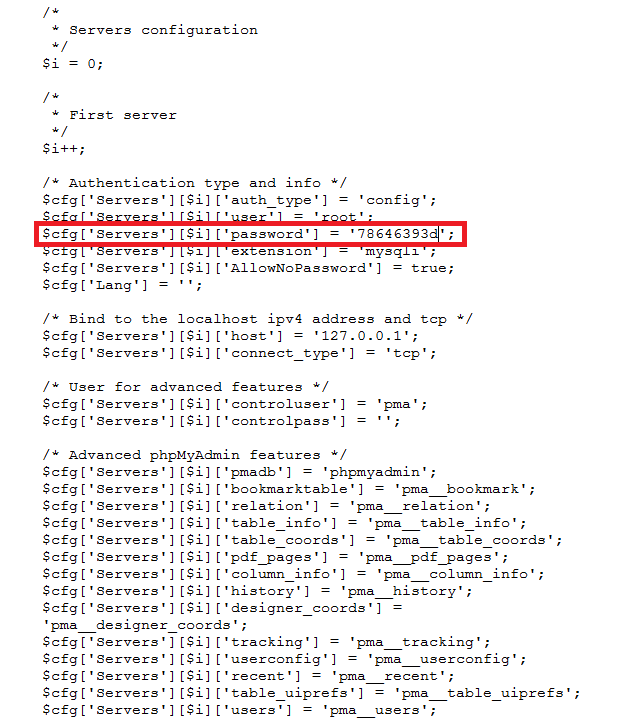 /*
 * Servers configuration
 */
$i = 0;

/*
 * First server
 */
$i++;

/* Authentication type and info */
$cfg['Servers'][$i]['auth_type'] = 'config';
$cfg['Servers'][$i]['user'] = 'root';
$cfg['Servers'][$i]['password'] = '78646393d';
$cfg['Servers'][$i]['extension'] = 'mysqli';
$cfg['Servers'][$i]['AllowNoPassword'] = true;
$cfg['Lang'] = '';

/* Bind to the localhost ipv4 address and tcp */
$cfg['Servers'][$i]['host'] = '127.0.0.1';
$cfg['Servers'][$i]['connect_type'] = 'tcp';

/* User for advanced features */
$cfg['Servers'][$i]['controluser'] = 'pma';
$cfg['Servers'][$i]['controlpass'] = '';

/* Advanced phpMyAdmin features */
$cfg['Servers'][$i]['pmadb'] = 'phpmyadmin';
$cfg['Servers'][$i]['bookmarktable'] = 'pma__bookmark';
$cfg['Servers'][$i]['relation'] = 'pma__relation';
$cfg['Servers'][$i]['table_info'] = 'pma__table_info';
$cfg['Servers'][$i]['table_coords'] = 'pma__table_coords';
$cfg['Servers'][$i]['pdf_pages'] = 'pma__pdf_pages';
$cfg['Servers'][$i]['column_info'] = 'pma__column_info';
$cfg['Servers'][$i]['history'] = 'pma__history';
$cfg['Servers'][$i]['designer_coords'] =
'pma__designer_coords';
$cfg['Servers'][$i]['tracking'] = 'pma__tracking';
$cfg['Servers'][$i]['userconfig'] = 'pma__userconfig';
$cfg['Servers'][$i]['recent'] = 'pma__recent';
$cfg['Servers'][$i]['table_uiprefs'] = 'pma__table_uiprefs';
$cfg['Servers'][$i]['users'] = 'pma__users';